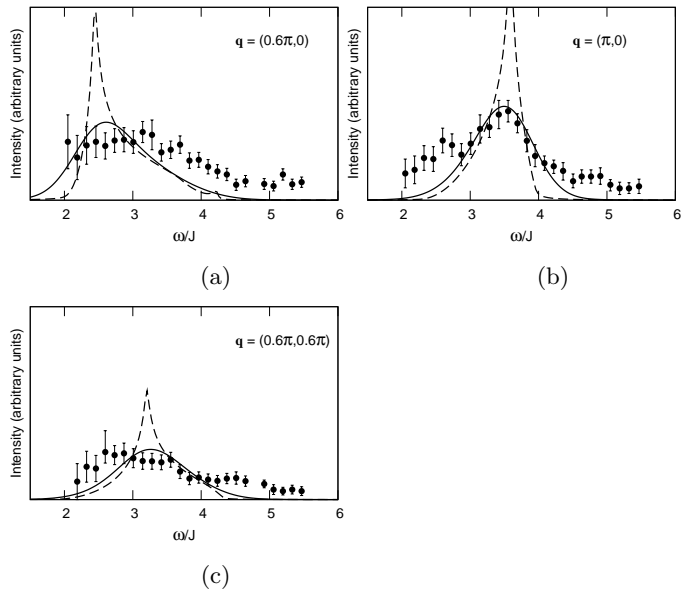 Intensity (arbitrary units)
q = (0.6π,0)
2 3 4 5 6
ω/J
(a)
Intensity (arbitrary units)
q = (π,0)
2 3 4 5 6
ω/J
(b)
Intensity (arbitrary units)
q = (0.6π,0.6π)
2 3 4 5 6
ω/J
(c)